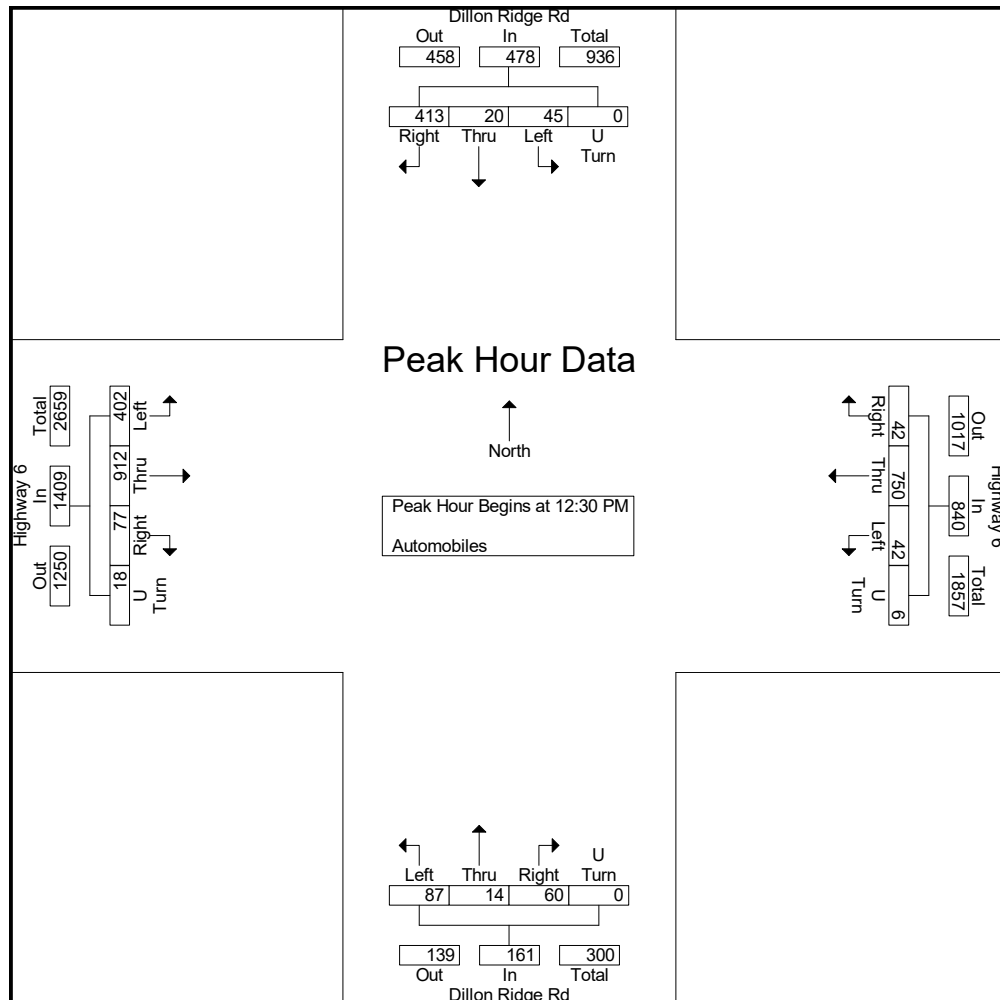 Dillon Ridge Rd
Out In Total
458 478 936
413 20 45 0
Right Thru Left U
Turn
Peak Hour Data
North
Peak Hour Begins at 12:30 PM
Automobiles
Highway 6
Total In Out
2659 1409 1250
402 912 77 18
Left Thru Right U
Turn
Highway 6
Out In Total
1017 840 1857
42 750 42 6
Right Thru Left U
Turn
U
Left Thru Right Turn
87 14 60 0
139 161 300
Out In Total
Dillon Ridge Rd